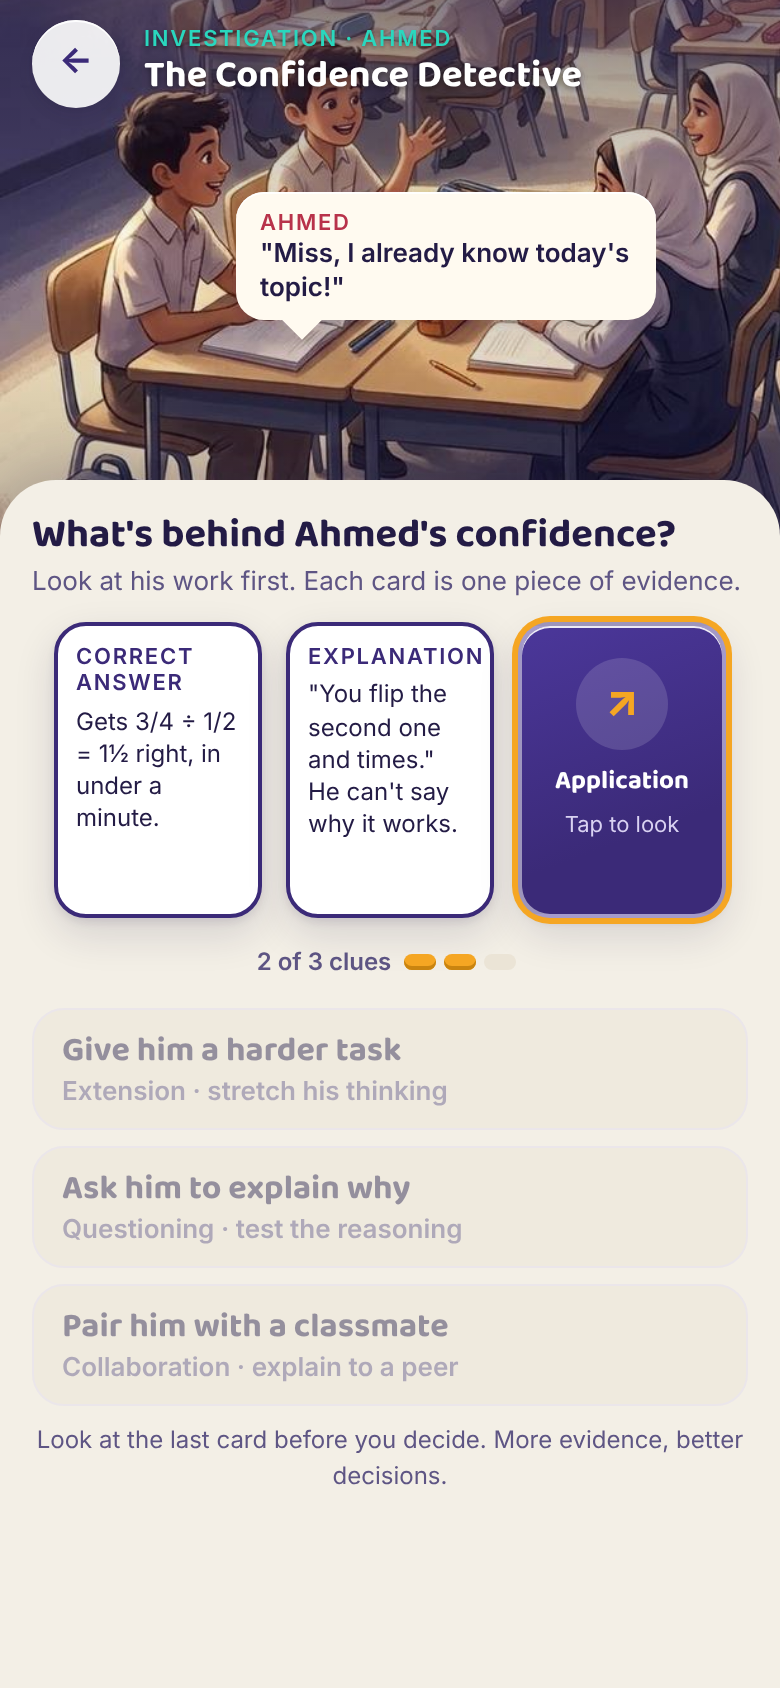 INVESTIGATION · AHMED
The Confidence Detective
AHMED
"Miss, I already know today's
topic!"
What's behind Ahmed's confidence?
Look at his work first. Each card is one piece of evidence.
CORRECT
ANSWER
Gets 3/4 ÷ 1/2
= 1½ right, in
under a
minute.
EXPLANATION
"You flip the
second one
and times."
He can't say
why it works.
Application
Tap to look
2 of 3 clues
Give him a harder task
Extension · stretch his thinking
Ask him to explain why
Questioning · test the reasoning
Pair him with a classmate
Collaboration · explain to a peer
Look at the last card before you decide. More evidence, better
decisions.